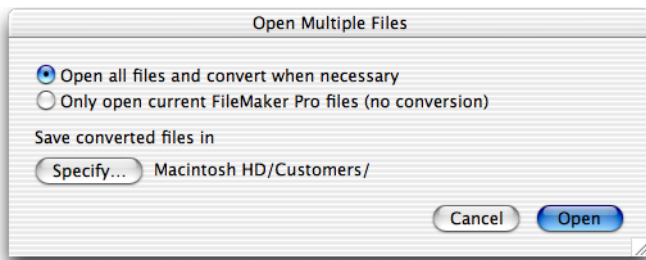 Open Multiple Files
Open all files and convert when necessary
Only open current FileMaker Pro files (no conversion)
Save converted files in
Specify... Macintosh HD/Customers/
Cancel Open